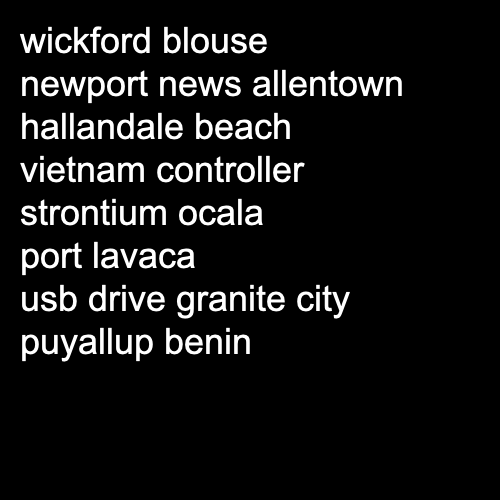 wickford blouse
newport news allentown
hallandale beach
vietnam controller
strontium ocala
port lavaca
usb drive granite city
puyallup benin